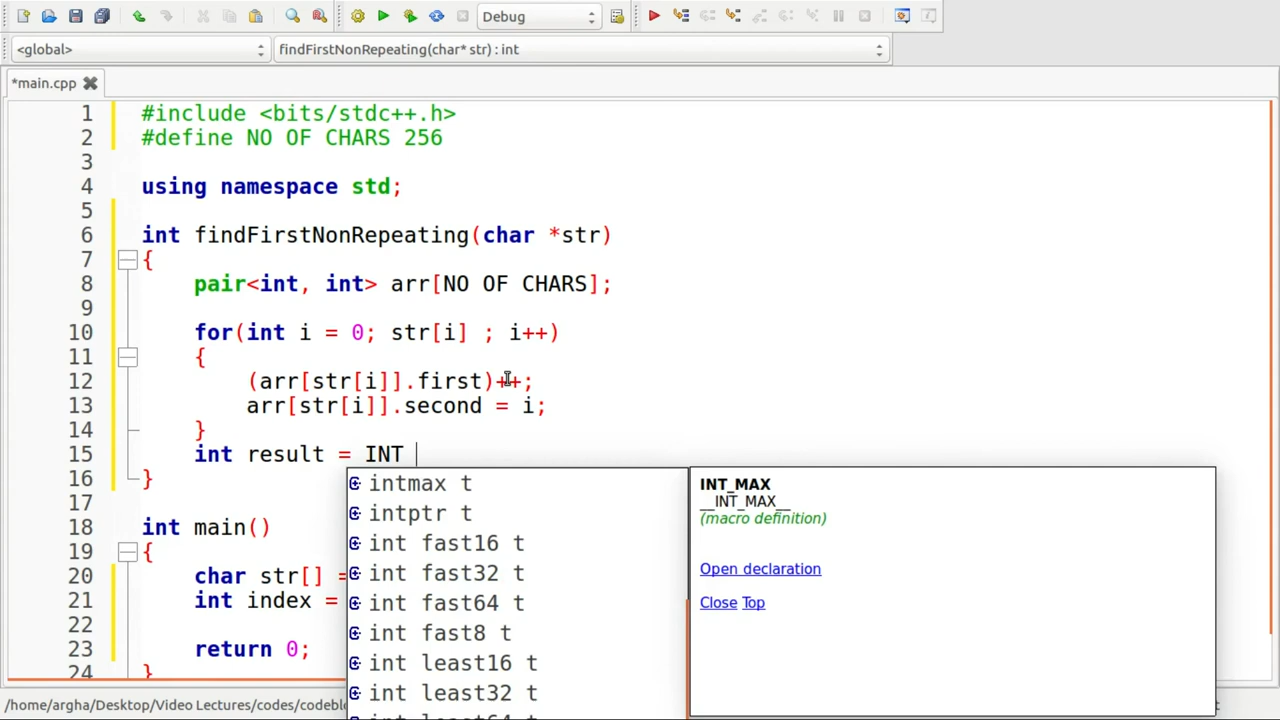 Debug
<global> findFirstNonRepeating(char* str) : int
*main.cpp
1 #include <bits/stdc++.h>
2 #define NO OF CHARS 256
3
4 using namespace std;
5
6 int findFirstNonRepeating(char *str)
7 {
8 pair<int, int> arr[NO OF CHARS];
9
10 for(int i = 0; str[i] ; i++)
11 {
12 (arr[str[i]].first)++;
13 arr[str[i]].second = i;
14 }
15 int result = INT
16 }
17
18 int main()
19 {
20 char str[] =
21 int index =
22
23 return 0;
24 }
intmax t
intptr t
int fast16 t
int fast32 t
int fast64 t
int fast8 t
int least16 t
int least32 t
int least64 t
INT_MAX
__INT_MAX__
(macro definition)
Open declaration
Close Top
/home/argha/Desktop/Video Lectures/codes/codeblo